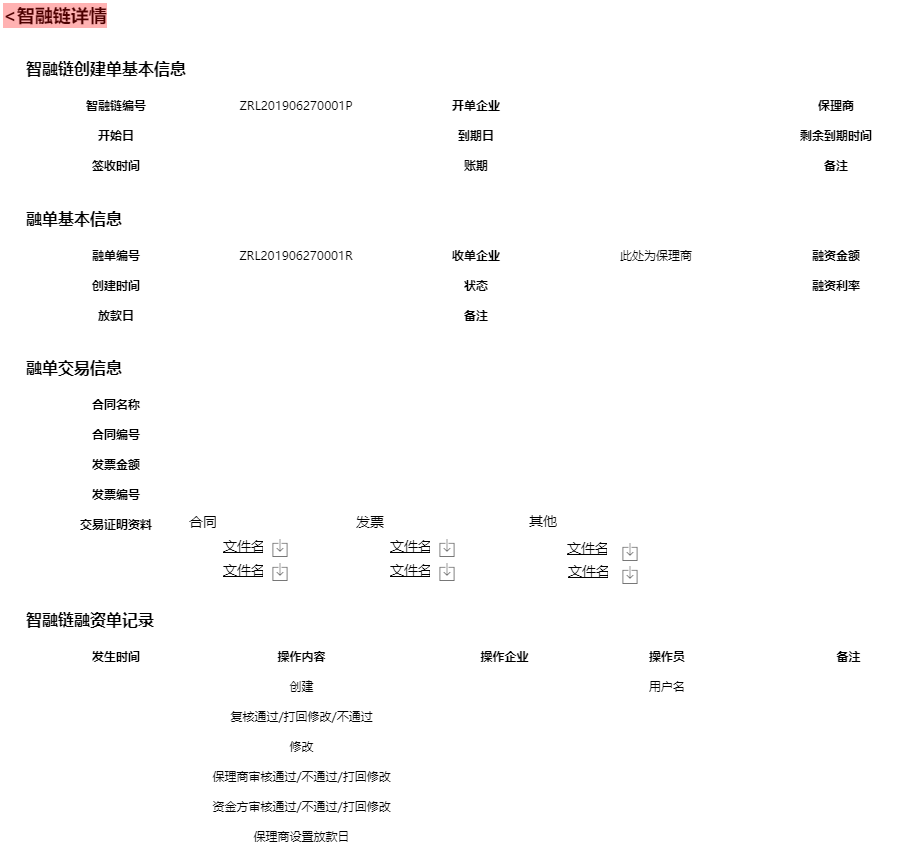 <智融链详情
智融链创建单基本信息
智融链编号 ZRL201906270001P 开单企业 保理商
开始日 到期日 剩余到期时间
签收时间 账期 备注
融单基本信息
融单编号 ZRL201906270001R 收单企业 此处为保理商 融资金额
创建时间 状态 融资利率
放款日 备注
融单交易信息
合同名称
合同编号
发票金额
发票编号
交易证明资料 合同 发票 其他
文件名 文件名 文件名
文件名 文件名 文件名
智融链融资单记录
发生时间 操作内容 操作企业 操作员 备注
创建 用户名
复核通过/打回修改/不通过
修改
保理商审核通过/不通过/打回修改
资金方审核通过/不通过/打回修改
保理商设置放款日